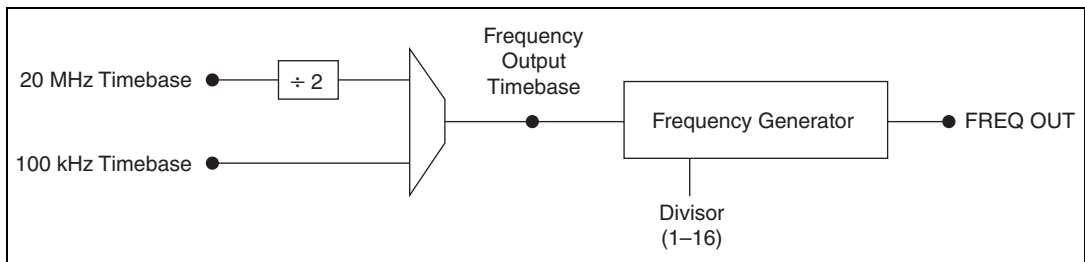 Frequency
Output
Timebase
20 MHz Timebase
÷ 2
Frequency Generator
FREQ OUT
100 kHz Timebase
Divisor
(1–16)